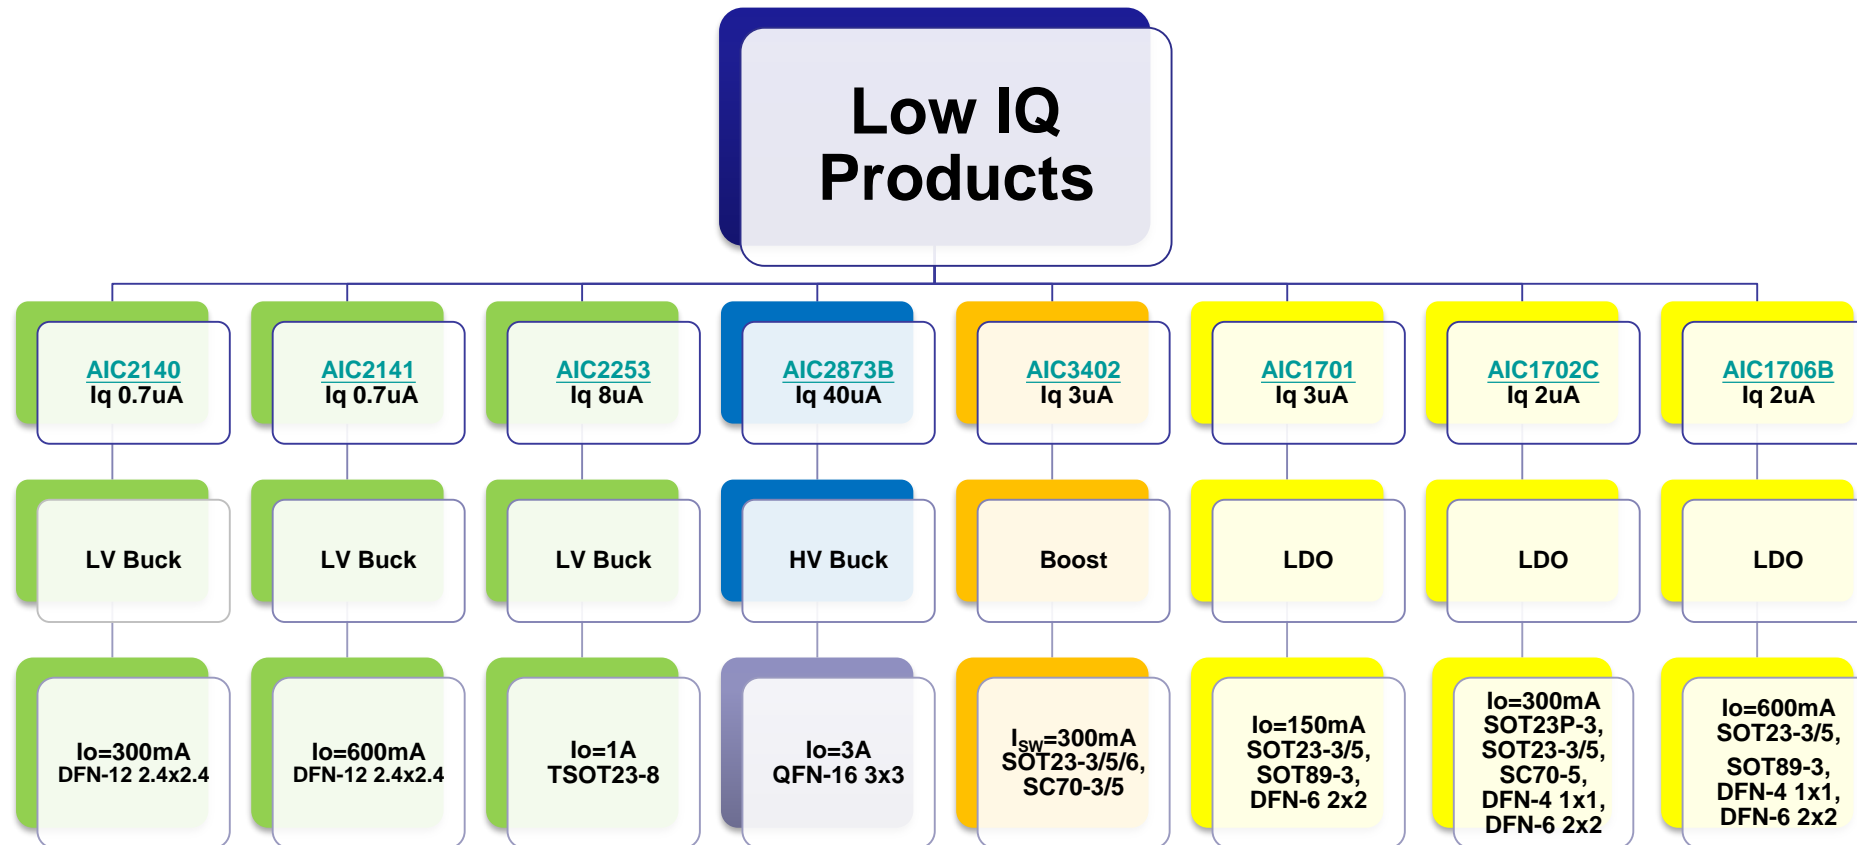 Low IQ
Products
AIC2140
Iq 0.7uA
AIC2141
Iq 0.7uA
AIC2253
Iq 8uA
AIC2873B
Iq 40uA
AIC3402
Iq 3uA
AIC1701
Iq 3uA
AIC1702C
Iq 2uA
AIC1706B
Iq 2uA
LV Buck
LV Buck
LV Buck
HV Buck
Boost
LDO
LDO
LDO
Io=300mA
DFN-12 2.4x2.4
Io=600mA
DFN-12 2.4x2.4
Io=1A
TSOT23-8
Io=3A
QFN-16 3x3
ISW=300mA
SOT23-3/5/6,
SC70-3/5
Io=150mA
SOT23-3/5,
SOT89-3,
DFN-6 2x2
Io=300mA
SOT23P-3,
SOT23-3/5,
SC70-5,
DFN-4 1x1,
DFN-6 2x2
Io=600mA
SOT23-3/5,
SOT89-3,
DFN-4 1x1,
DFN-6 2x2